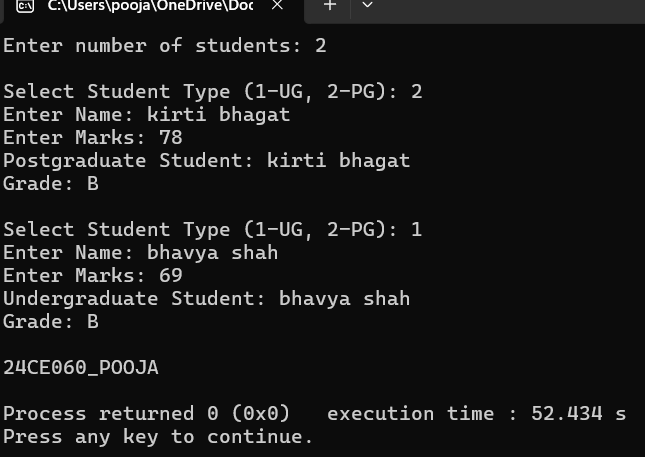 C:\Users\pooja\OneDrive\Doc
Enter number of students: 2
Select Student Type (1-UG, 2-PG): 2
Enter Name: kirti bhagat
Enter Marks: 78
Postgraduate Student: kirti bhagat
Grade: B
Select Student Type (1-UG, 2-PG): 1
Enter Name: bhavya shah
Enter Marks: 69
Undergraduate Student: bhavya shah
Grade: B
24CE060_POOJA
Process returned 0 (0x0)   execution time : 52.434 s
Press any key to continue.